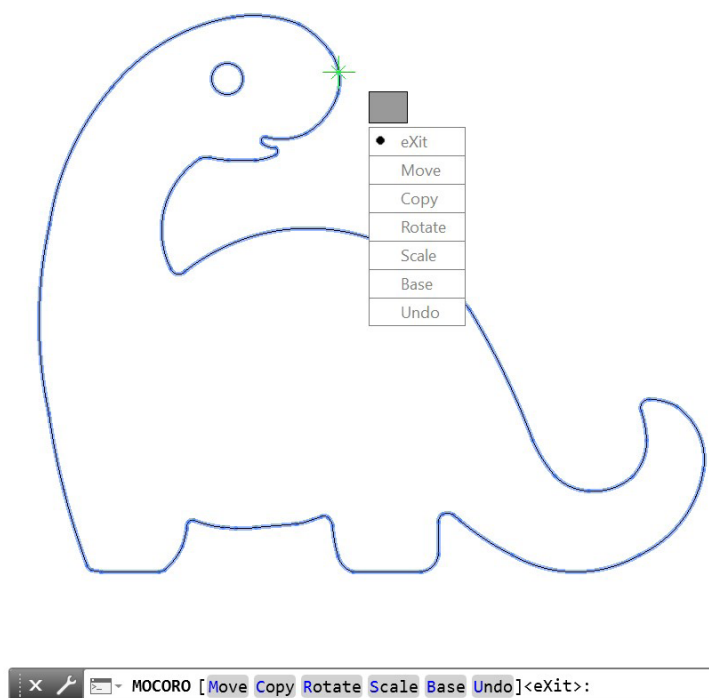 eXit
Move
Copy
Rotate
Scale
Base
Undo
MOCORO [Move Copy Rotate Scale Base Undo]<eXit>: